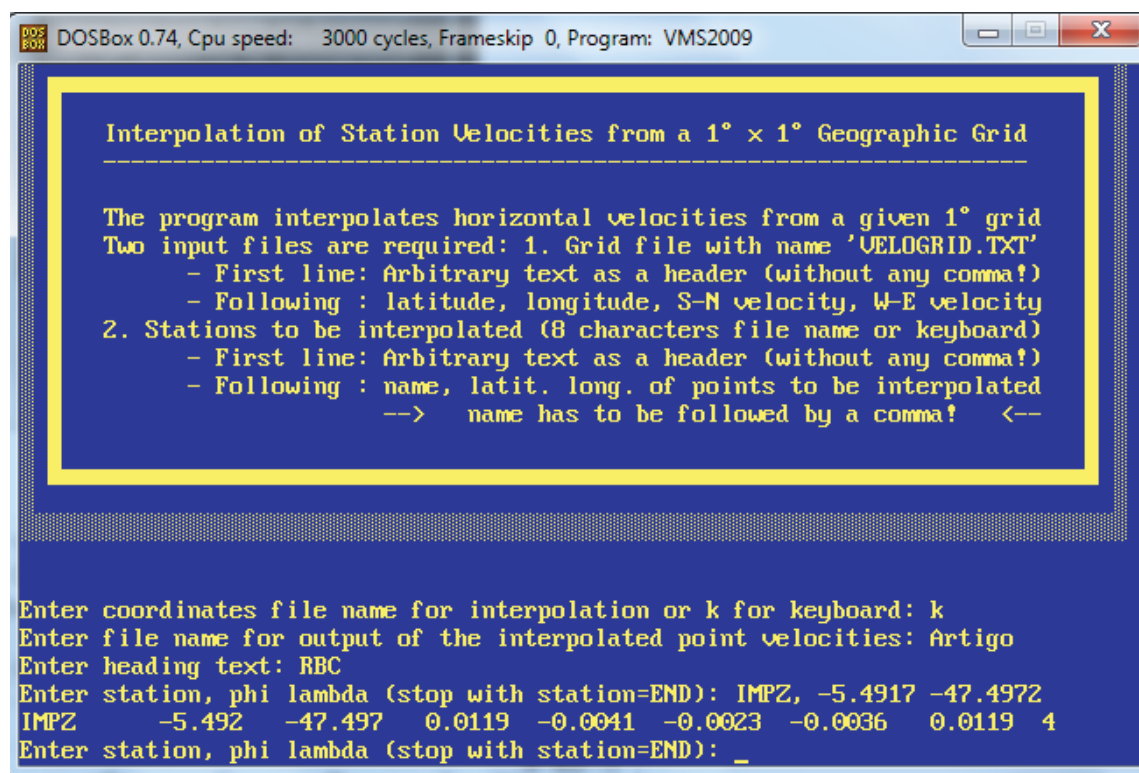 DOSBox 0.74, Cpu speed: 3000 cycles, Frameskip 0, Program: VMS2009
Interpolation of Station Velocities from a 1° x 1° Geographic Grid
------------------------------------------------------------------
The program interpolates horizontal velocities from a given 1° grid
Two input files are required: 1. Grid file with name 'VELOGRID.TXT'
- First line: Arbitrary text as a header (without any comma!)
- Following : latitude, longitude, S-N velocity, W-E velocity
2. Stations to be interpolated (8 characters file name or keyboard)
- First line: Arbitrary text as a header (without any comma!)
- Following : name, latit. long. of points to be interpolated
--> name has to be followed by a comma! <--
Enter coordinates file name for interpolation or k for keyboard: k
Enter file name for output of the interpolated point velocities: Artigo
Enter heading text: RBC
Enter station, phi lambda (stop with station=END): IMPZ, -5.4917 -47.4972
IMPZ -5.492 -47.497 0.0119 -0.0041 -0.0023 -0.0036 0.0119 4
Enter station, phi lambda (stop with station=END): _